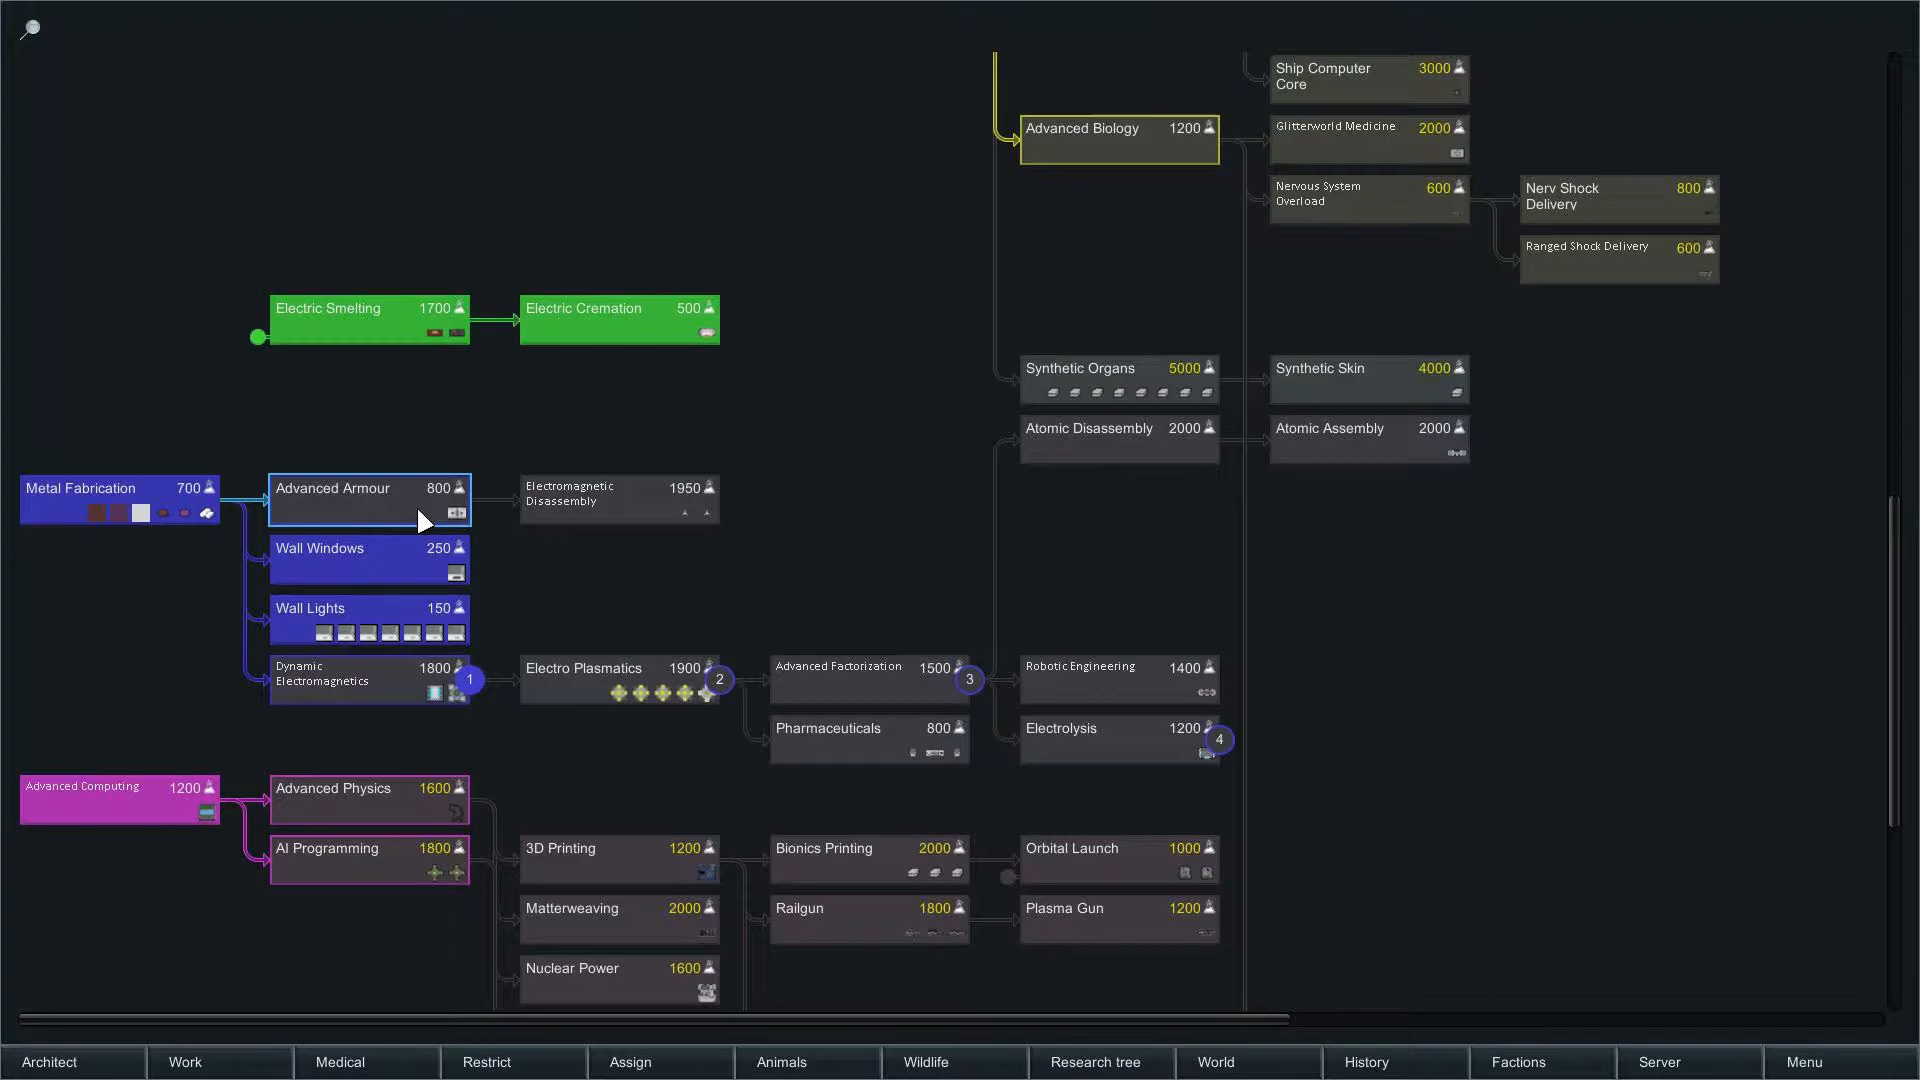 Ship Computer 3000
Core
Advanced Biology 1200
Glitterworld Medicine 2000
Nervous System 600
Overload
Nerv Shock 800
Delivery
Ranged Shock Delivery 600
Electric Smelting 1700
Electric Cremation 500
Synthetic Organs 5000
Synthetic Skin 4000
Atomic Disassembly 2000
Atomic Assembly 2000
Metal Fabrication 700
Advanced Armour 800
Electromagnetic 1950
Disassembly
Wall Windows 250
Wall Lights 150
Dynamic 1800
Electromagnetics
1
Electro Plasmatics 1900
2
Advanced Factorization 1500
3
Robotic Engineering 1400
Pharmaceuticals 800
Electrolysis 1200
4
Advanced Computing 1200
Advanced Physics 1600
AI Programming 1800
3D Printing 1200
Bionics Printing 2000
Orbital Launch 1000
Matterweaving 2000
Railgun 1800
Plasma Gun 1200
Nuclear Power 1600
Architect
Work
Medical
Restrict
Assign
Animals
Wildlife
Research tree
World
History
Factions
Server
Menu